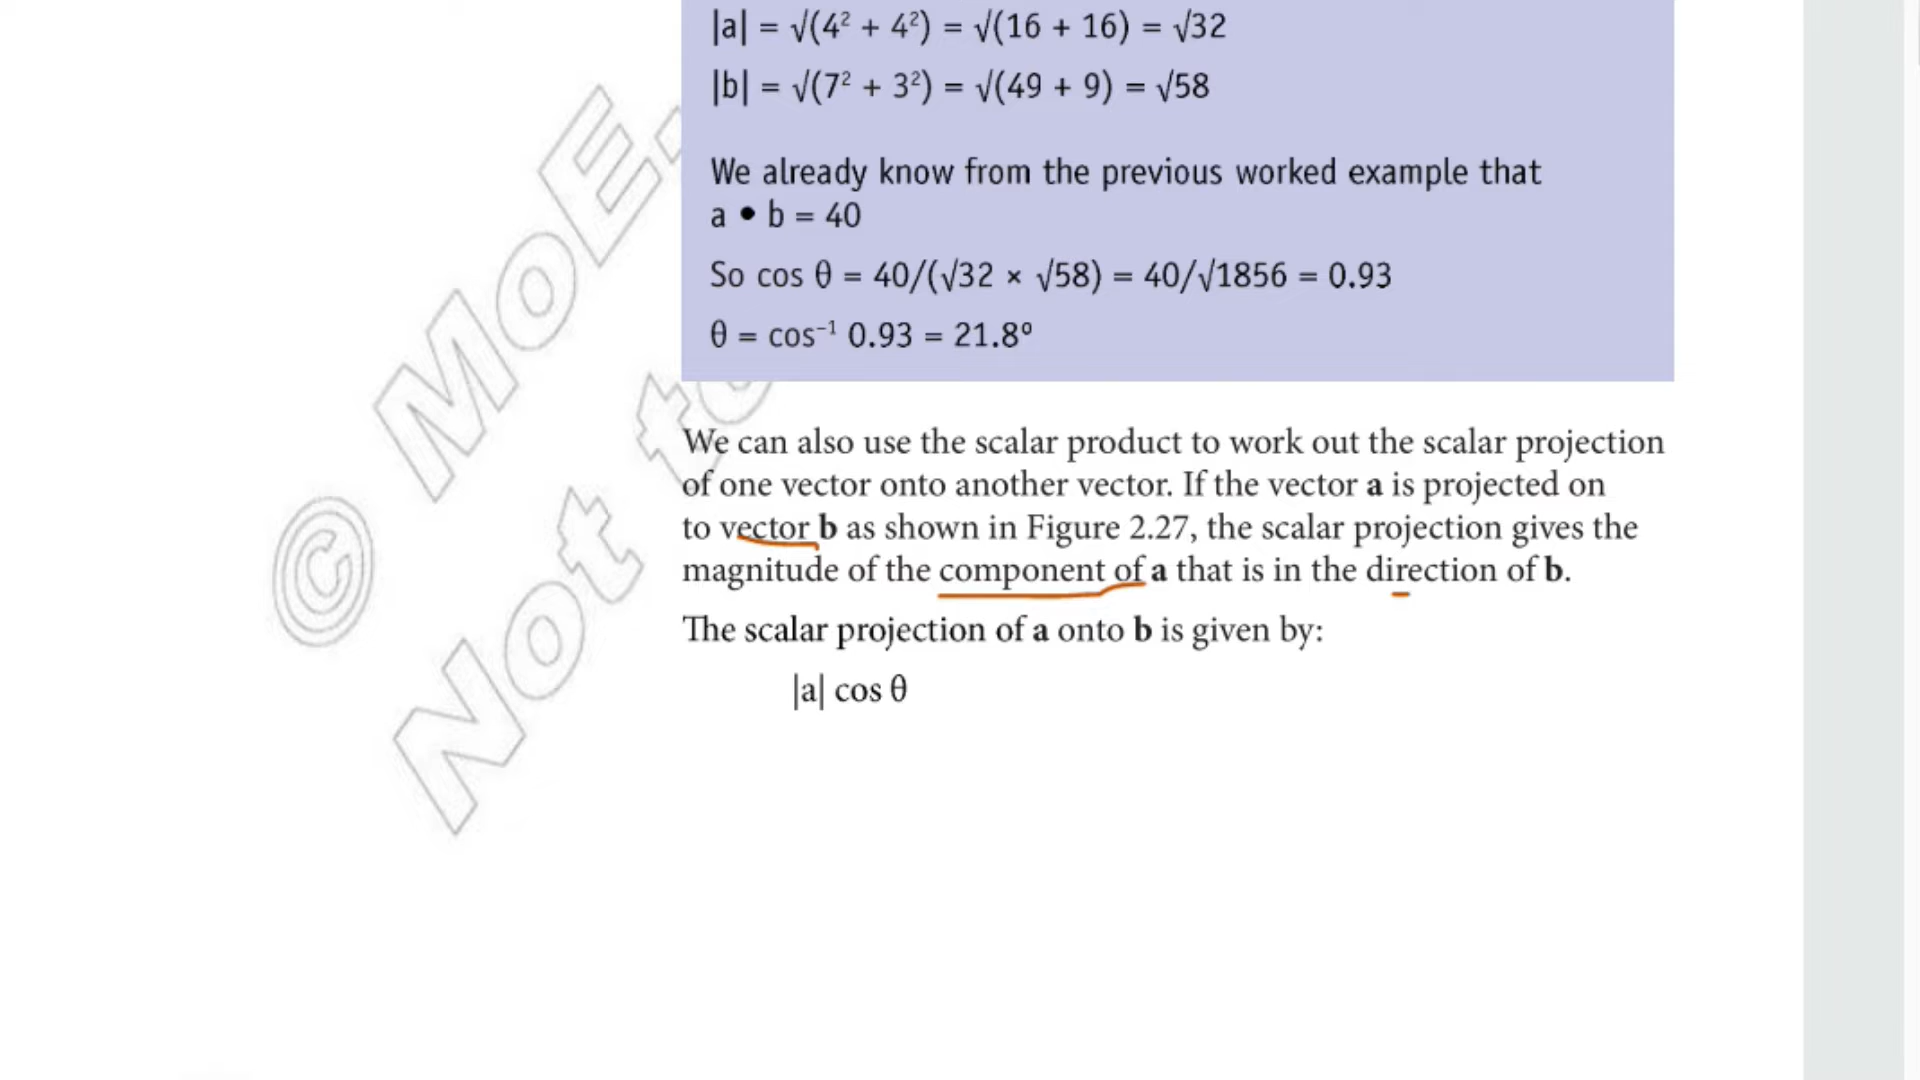 |a| = √(4² + 4²) = √(16 + 16) = √32
|b| = √(7² + 3²) = √(49 + 9) = √58
We already know from the previous worked example that
a • b = 40
So cos θ = 40/(√32 × √58) = 40/√1856 = 0.93
θ = cos⁻¹ 0.93 = 21.8º
We can also use the scalar product to work out the scalar projection
of one vector onto another vector. If the vector a is projected on
to vector b as shown in Figure 2.27, the scalar projection gives the
magnitude of the component of a that is in the direction of b.
The scalar projection of a onto b is given by:
|a| cos θ
© MoE
Not to